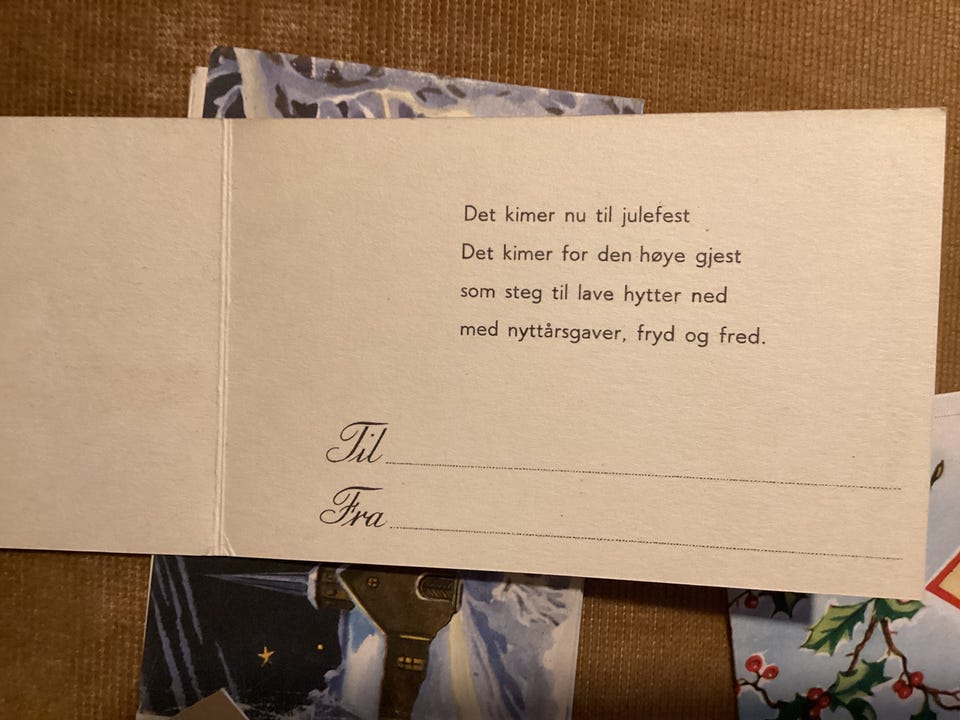 Det kimer nu til julefest
Det kimer for den høye gjest
som steg til lave hytter ned
med nyttårsgaver, fryd og fred.
Til
Fra